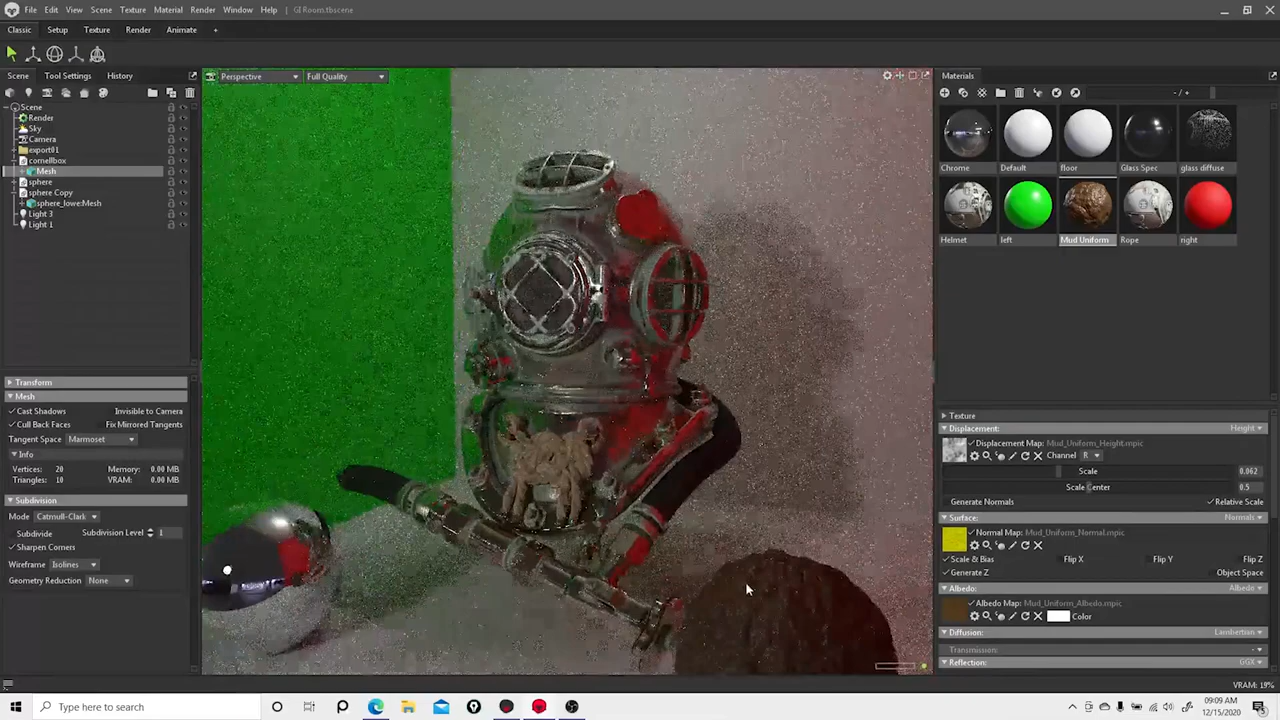 File Edit View Scene Texture Material Render Window Help GI Room.tbscene
Classic Setup Texture Render Animate +
Scene Tool Settings History
Perspective Full Quality
Materials
- / +
Scene
Render
Sky
Camera
export01
cornellbox
Mesh
sphere
sphere Copy
sphere_lowe:Mesh
Light 3
Light 1
Chrome Default floor Glass Spec glass diffuse
Helmet left Mud Uniform Rope right
Transform
Mesh
Cast Shadows Invisible to Camera
Cull Back Faces Fix Mirrored Tangents
Tangent Space Marmoset
Info
Vertices: 20 Memory: 0.00 MB
Triangles: 10 VRAM: 0.00 MB
Subdivision
Mode Catmull-Clark
Subdivide Subdivision Level 1
Sharpen Corners
Wireframe Isolines
Geometry Reduction None
Texture
Displacement: Height
Displacement Map: Mud_Uniform_Height.mpic
Channel R
Scale 0.062
Scale Center 0.5
Generate Normals Relative Scale
Surface: Normals
Normal Map: Mud_Uniform_Normal.mpic
Scale & Bias Flip X Flip Y Flip Z
Generate Z Object Space
Albedo: Albedo
Albedo Map: Mud_Uniform_Albedo.mpic
Color
Diffusion: Lambertian
Transmission: -
Reflection: GGX
VRAM: 19%
Type here to search
09:09 AM
12/15/2020